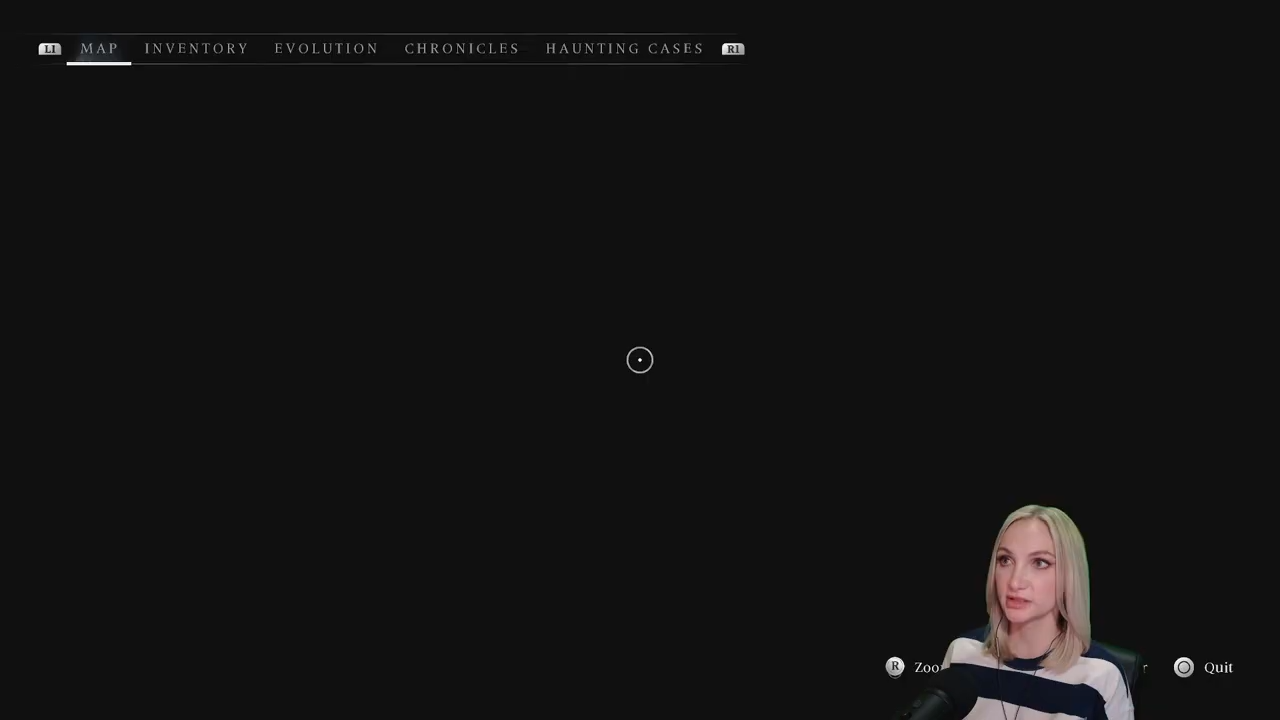 L1 MAP INVENTORY EVOLUTION CHRONICLES HAUNTING CASES R1
R Quit